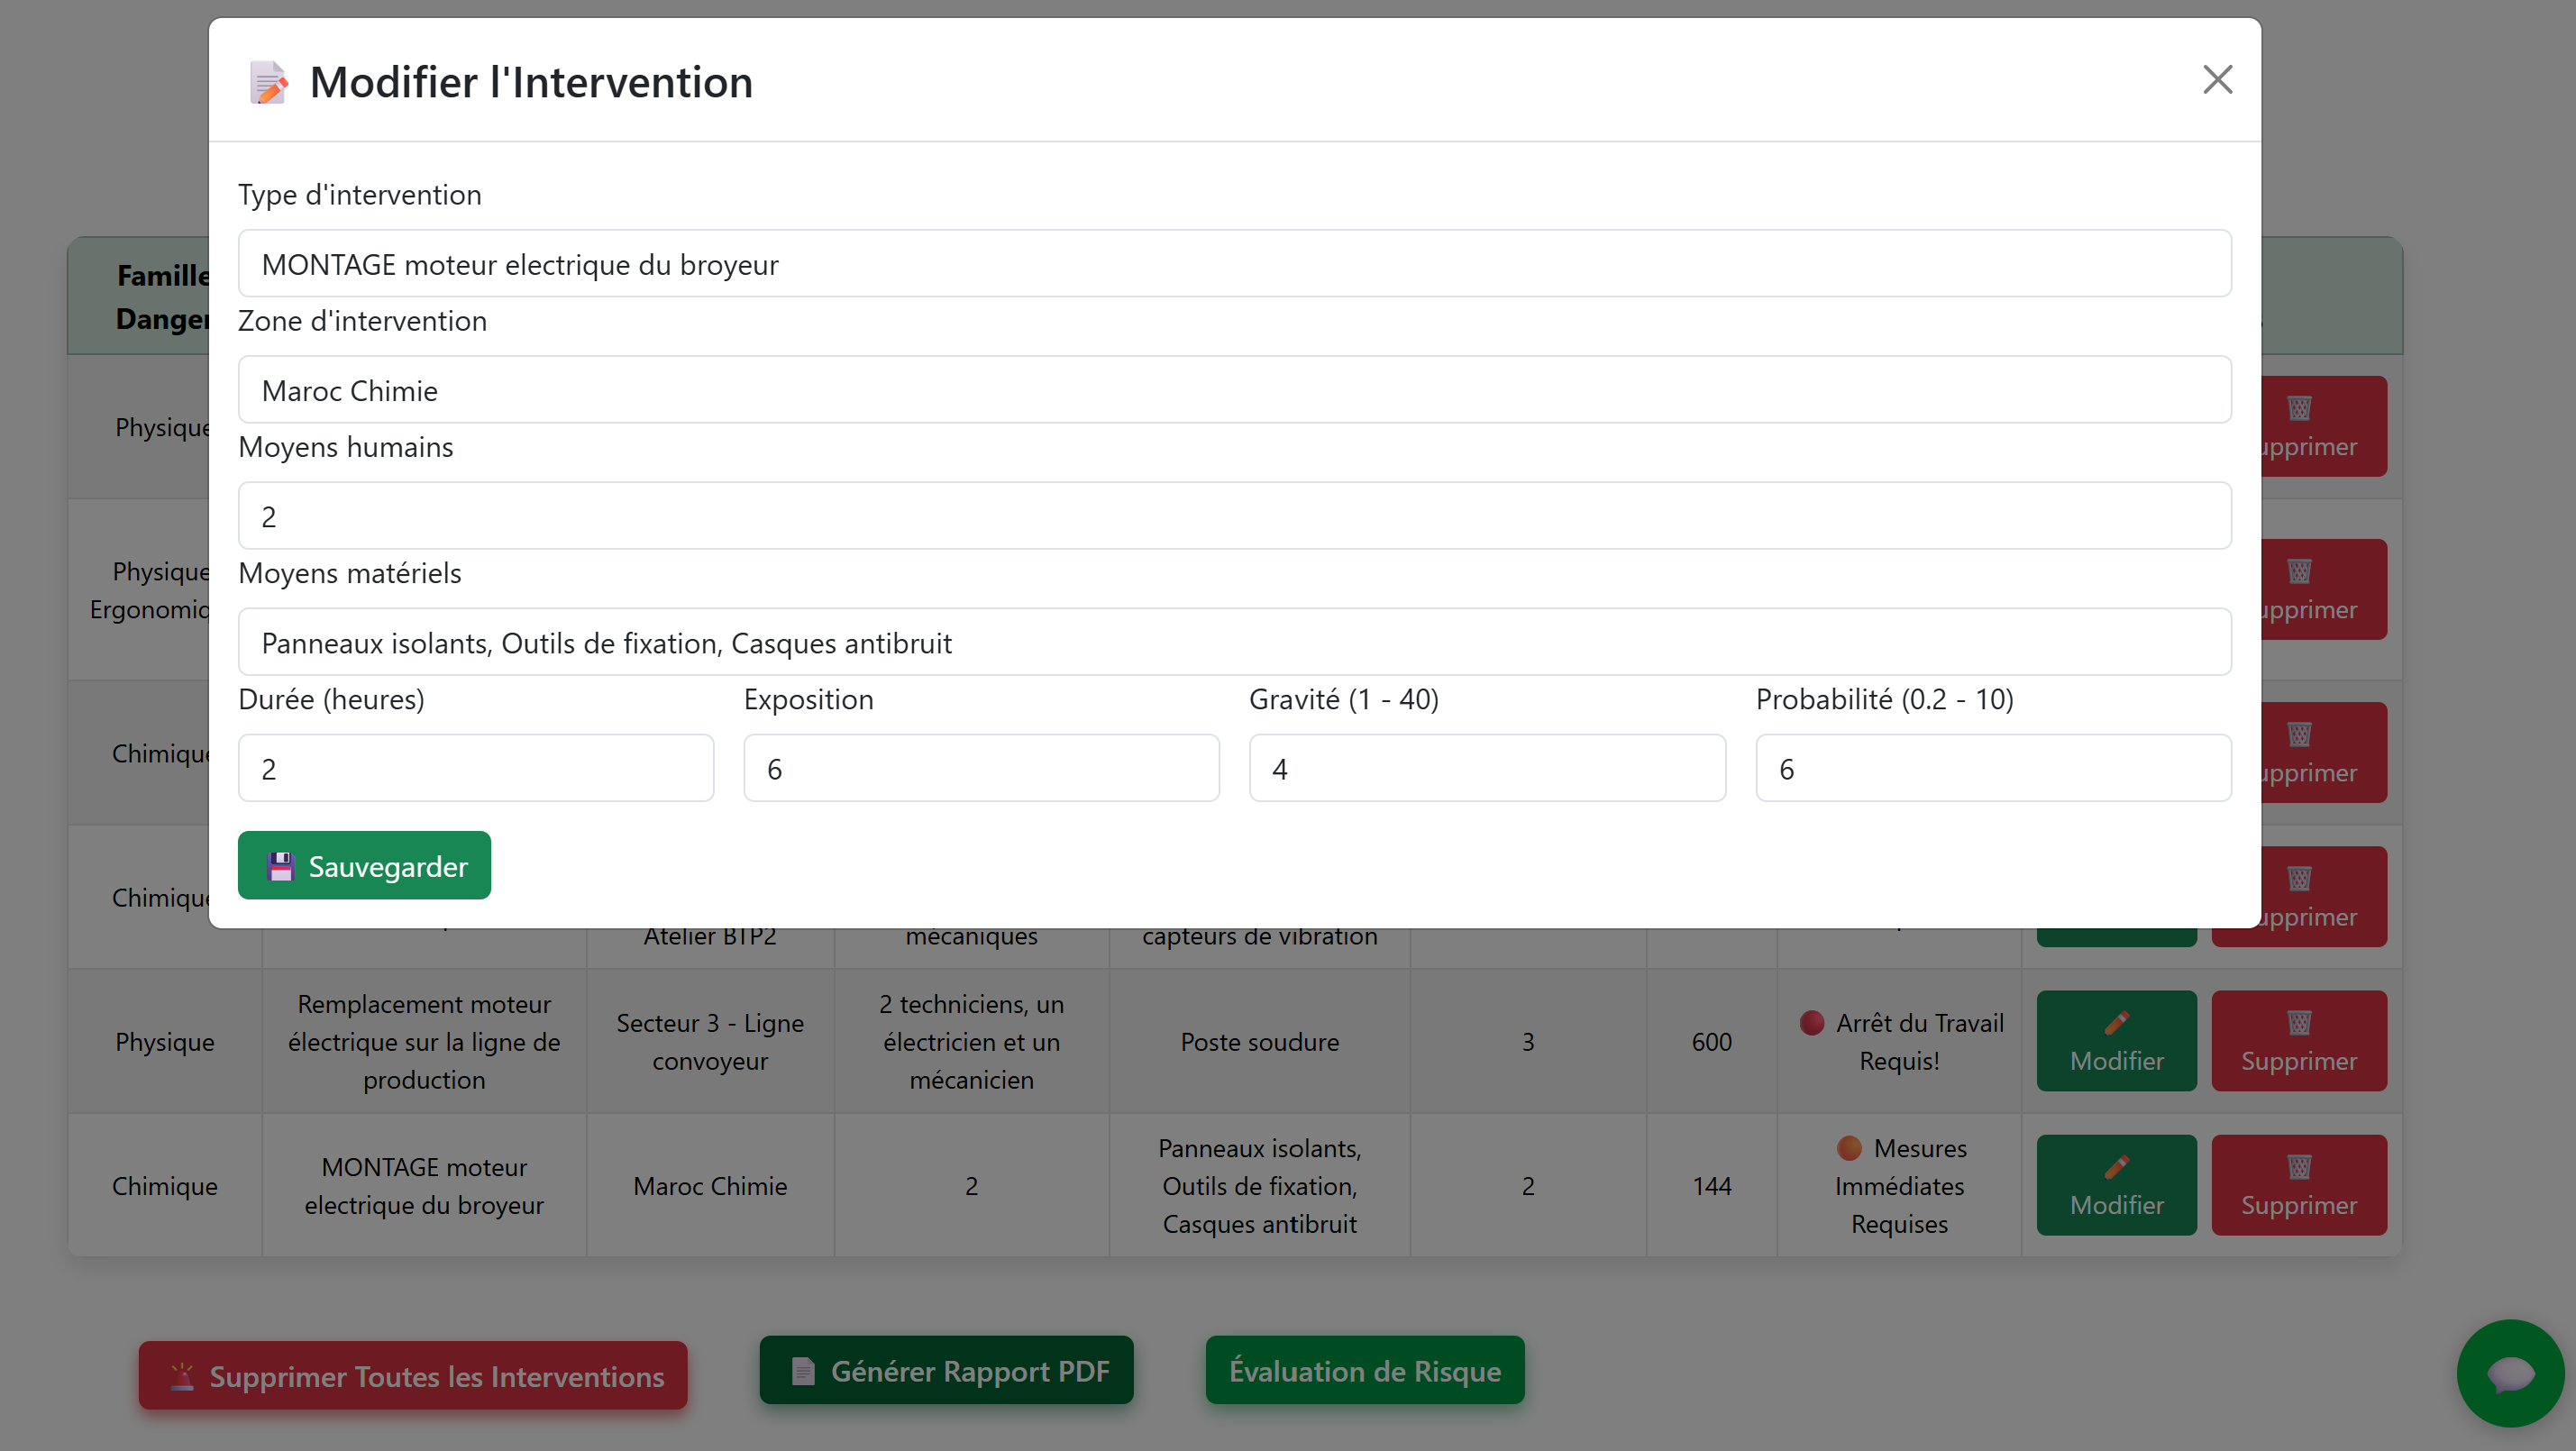 Modifier l'Intervention
Type d'intervention
MONTAGE moteur electrique du broyeur
Zone d'intervention
Maroc Chimie
Moyens humains
2
Moyens matériels
Panneaux isolants, Outils de fixation, Casques antibruit
Durée (heures) Exposition Gravité (1 - 40) Probabilité (0.2 - 10)
2 6 4 6
Sauvegarder
Famille
Danger
Physique
Physique
Chimique
Chimique
Atelier BTP2
mécaniques
capteurs de vibration
Physique
Remplacement moteur
électrique sur la ligne de
production
Secteur 3 - Ligne
convoyeur
2 techniciens, un
électricien et un
mécanicien
Poste soudure
3
600
Arrêt du Travail
Requis!
Modifier
Supprimer
Chimique
MONTAGE moteur
electrique du broyeur
Maroc Chimie
2
Panneaux isolants,
Outils de fixation,
Casques antibruit
2
144
Mesures
Immédiates
Requises
Modifier
Supprimer
Supprimer Toutes les Interventions
Générer Rapport PDF
Évaluation de Risque